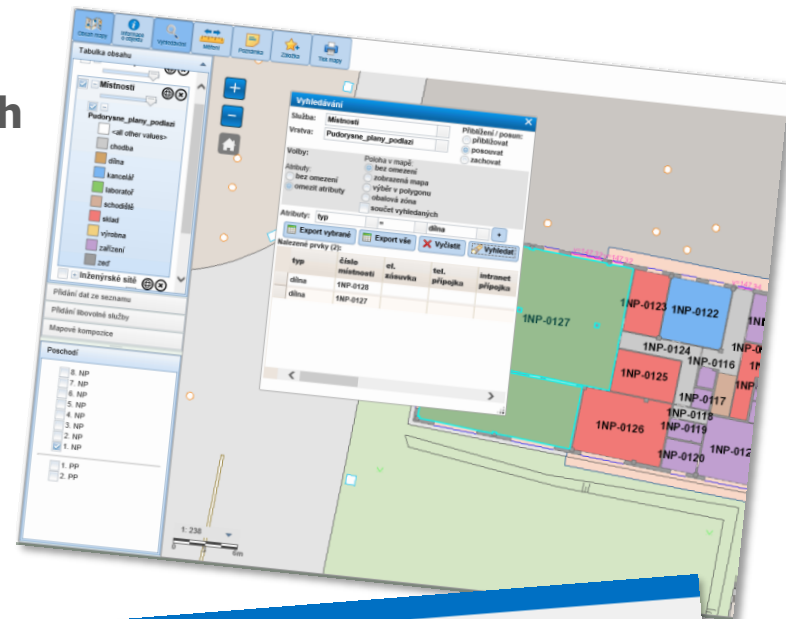 h
Obsah mapy
Informace o objektu
Vyhledávání
Měření
Poznámka
Záložka
Tisk mapy
Tabulka obsahu
Místnosti
Pudorysne_plany_podlazi
<all other values>
chodba
dílna
kancelář
laboratoř
schodiště
sklad
výrobna
zařízení
zeď
Inženýrské sítě
Přidání dat ze seznamu
Přidání libovolné služby
Mapové kompozice
Poschodí
8. NP
7. NP
6. NP
5. NP
4. NP
3. NP
2. NP
1. NP
1. PP
2. PP
1: 236
6m
Vyhledávání
Služba: Místnosti
Vrstva: Pudorysne_plany_podlazi
Přiblížení / posun:
přibližovat
posouvat
zachovat
Volby:
Atributy:
bez omezení
omezit atributy
Poloha v mapě:
bez omezení
zobrazená mapa
výběr v polygonu
obalová zóna
součet vyhledaných
Atributy: typ = dílna +
Export vybrané Export vše Vyčistit Vyhledat
Nalezené prvky (2):
typ číslo místnosti el. zásuvka tel. přípojka intranet přípojka
dílna 1NP-0128
dílna 1NP-0127
1NP-0127
1NP-0123
1NP-0122
1NP-0124
1NP-0116
1NP-0125
1NP-0117
1NP-0118
1NP-0126
1NP-0119
1NP-0120
1NP-012